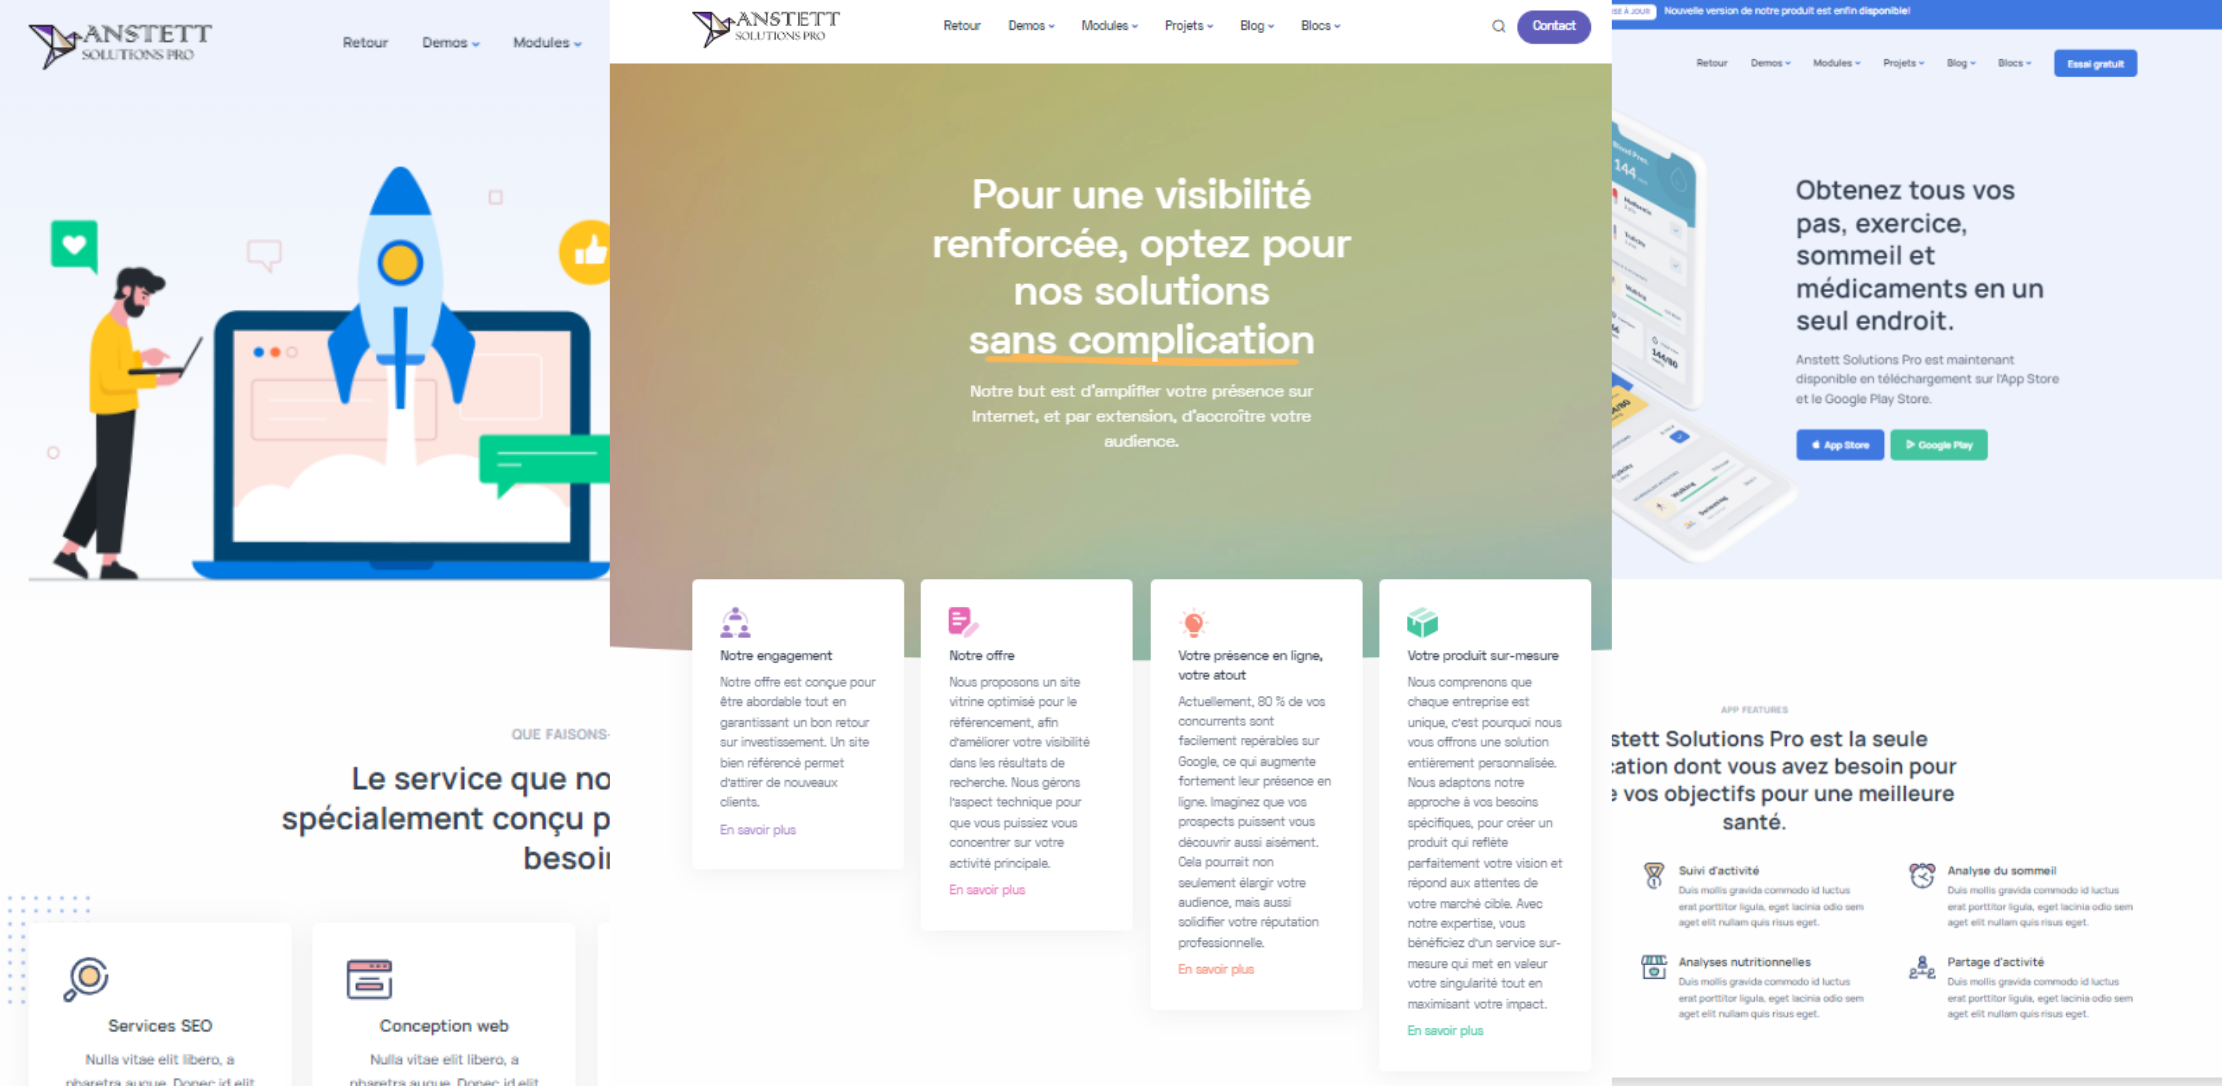 ANSTETT
SOLUTIONS PRO
Retour
Demos
Modules
QUE FAISONS-
Le service que no
spécialement conçu p
besoin
Services SEO
Nulla vitae elit libero, a
pharetra augue. Donec id elit
Conception web
Nulla vitae elit libero, a
pharetra augue. Donec id elit
ANSTETT
SOLUTIONS PRO
Retour
Demos
Modules
Projets
Blog
Blocs
Contact
Pour une visibilité
renforcée, optez pour
nos solutions
sans complication
Notre but est d'amplifier votre présence sur
Internet, et par extension, d'accroître votre
audience.
Notre engagement
Notre offre est conçue pour
être abordable tout en
garantissant un bon retour
sur investissement. Un site
bien référencé permet
d'attirer de nouveaux
clients.
En savoir plus
Notre offre
Nous proposons un site
vitrine optimisé pour le
référencement, afin
d'améliorer votre visibilité
dans les résultats de
recherche. Nous gérons
l'aspect technique pour
que vous puissiez vous
concentrer sur votre
activité principale.
En savoir plus
Votre présence en ligne,
votre atout
Actuellement, 80 % de vos
concurrents sont
facilement repérables sur
Google, ce qui augmente
fortement leur présence en
ligne. Imaginez que vos
prospects puissent vous
découvrir aussi aisément.
Cela pourrait non
seulement élargir votre
audience, mais aussi
solidifier votre réputation
professionnelle.
En savoir plus
Votre produit sur-mesure
Nous comprenons que
chaque entreprise est
unique, c'est pourquoi nous
vous offrons une solution
entièrement personnalisée.
Nous adaptons notre
approche à vos besoins
spécifiques, pour créer un
produit qui reflète
parfaitement votre vision et
répond aux attentes de
votre marché cible. Avec
notre expertise, vous
bénéficiez d'un service sur-
mesure qui met en valeur
votre singularité tout en
maximisant votre impact.
En savoir plus
SE À JOUR
Nouvelle version de notre produit est enfin disponible!
Retour
Demos
Modules
Projets
Blog
Blocs
Essai gratuit
Blood Pres.
144
Walking
144/80
Walking
Obtenez tous vos
pas, exercice,
sommeil et
médicaments en un
seul endroit.
Anstett Solutions Pro est maintenant
disponible en téléchargement sur l'App Store
et le Google Play Store.
App Store
Google Play
APP FEATURES
stett Solutions Pro est la seule
cation dont vous avez besoin pour
e vos objectifs pour une meilleure
santé.
Suivi d'activité
Duis mollis gravida commodo id luctus
erat porttitor ligula, eget lacinia odio sem
aget elit nullam quis risus eget.
Analyse du sommeil
Duis mollis gravida commodo id luctus
erat porttitor ligula, eget lacinia odio sem
aget elit nullam quis risus eget.
Analyses nutritionnelles
Duis mollis gravida commodo id luctus
erat porttitor ligula, eget lacinia odio sem
aget elit nullam quis risus eget.
Partage d'activité
Duis mollis gravida commodo id luctus
erat porttitor ligula, eget lacinia odio sem
aget elit nullam quis risus eget.